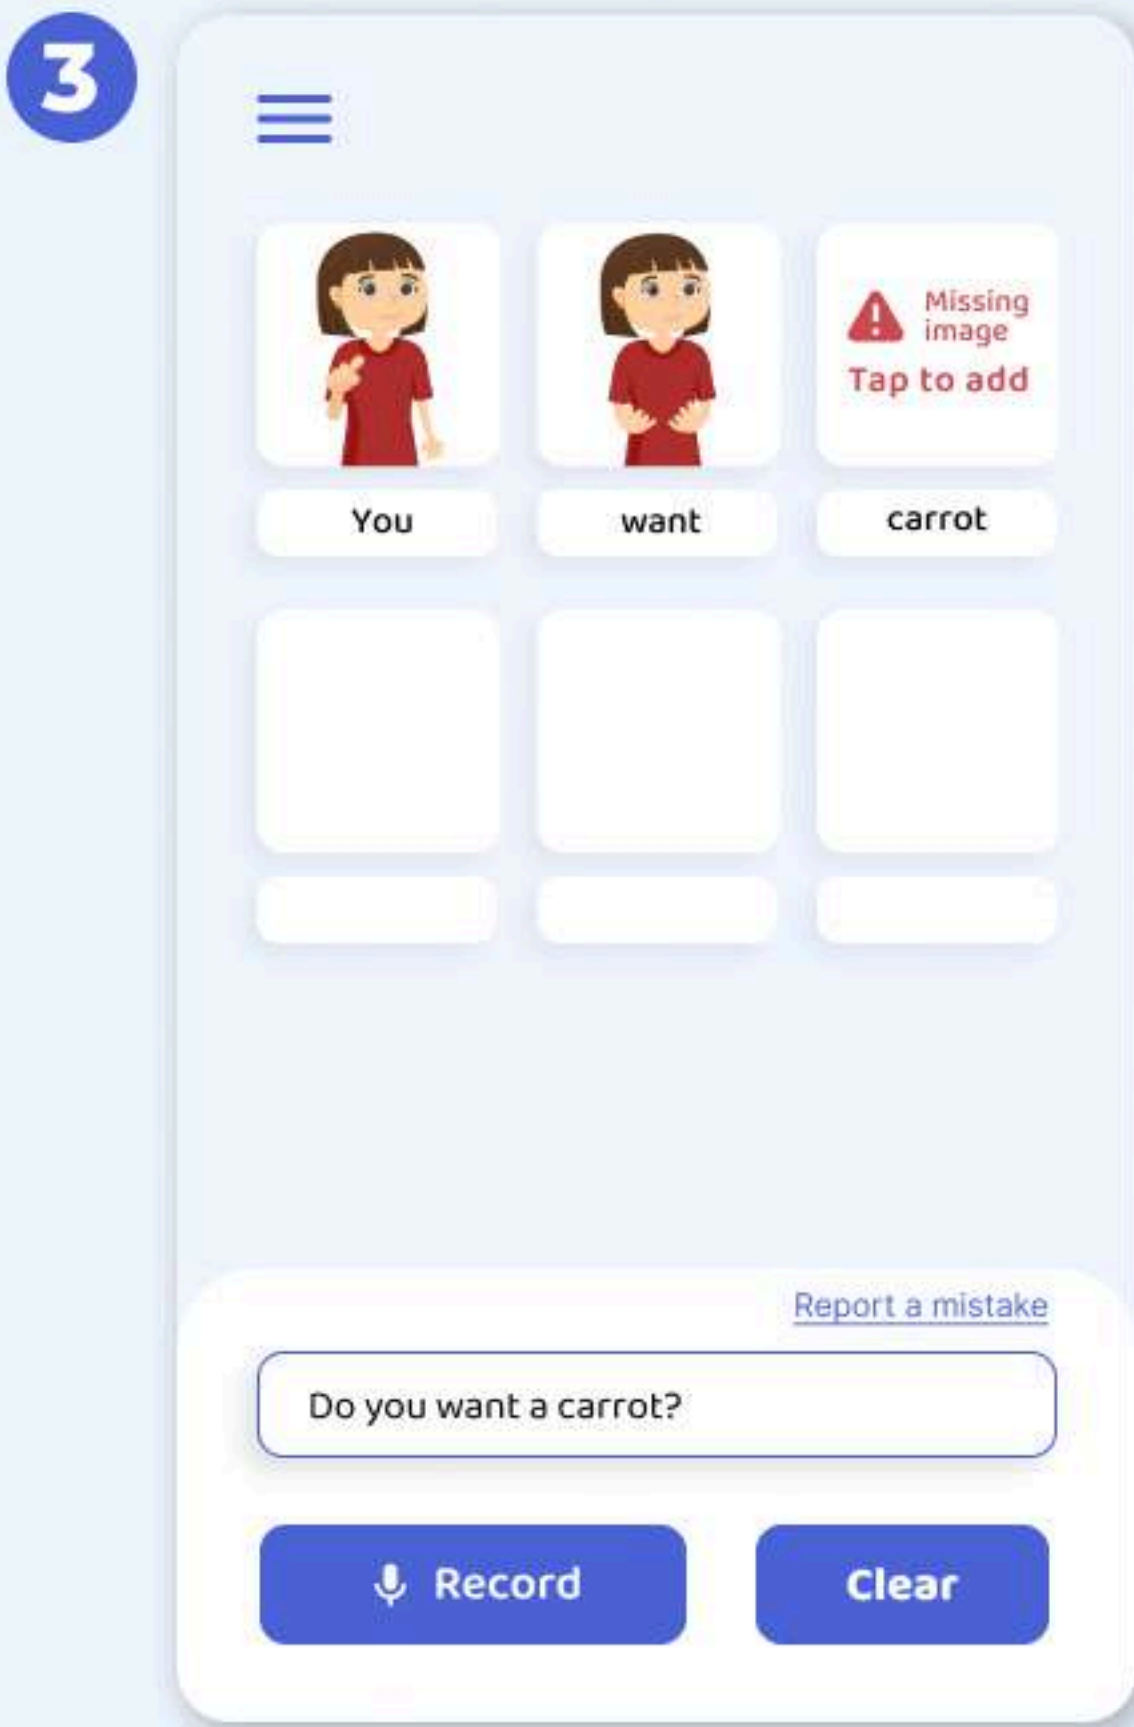 3
Missing
image
Tap to add
You want carrot
Report a mistake
Do you want a carrot?
Record Clear